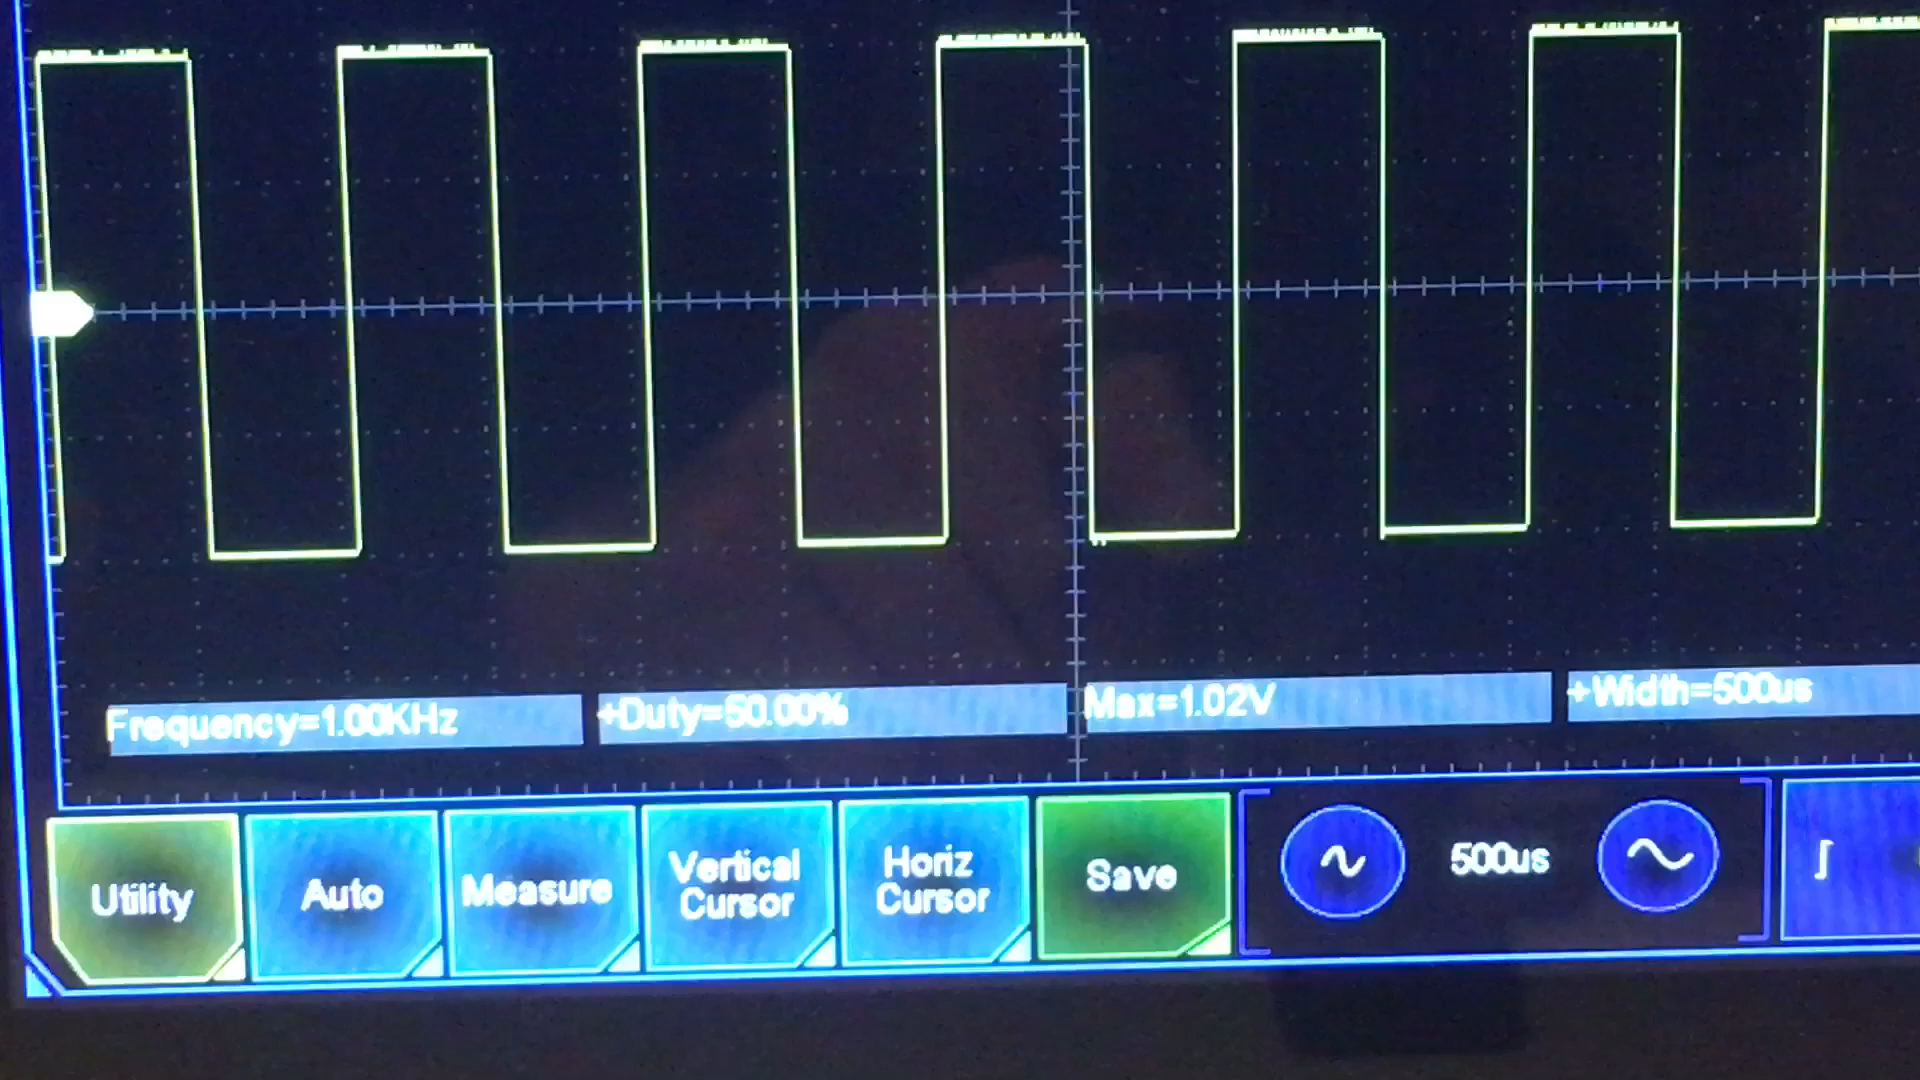 Frequency=1.00KHz
+Duty=50.00%
Max=1.02V
+Width=500us
Utility
Auto
Measure
Vertical
Cursor
Horiz
Cursor
Save
500us